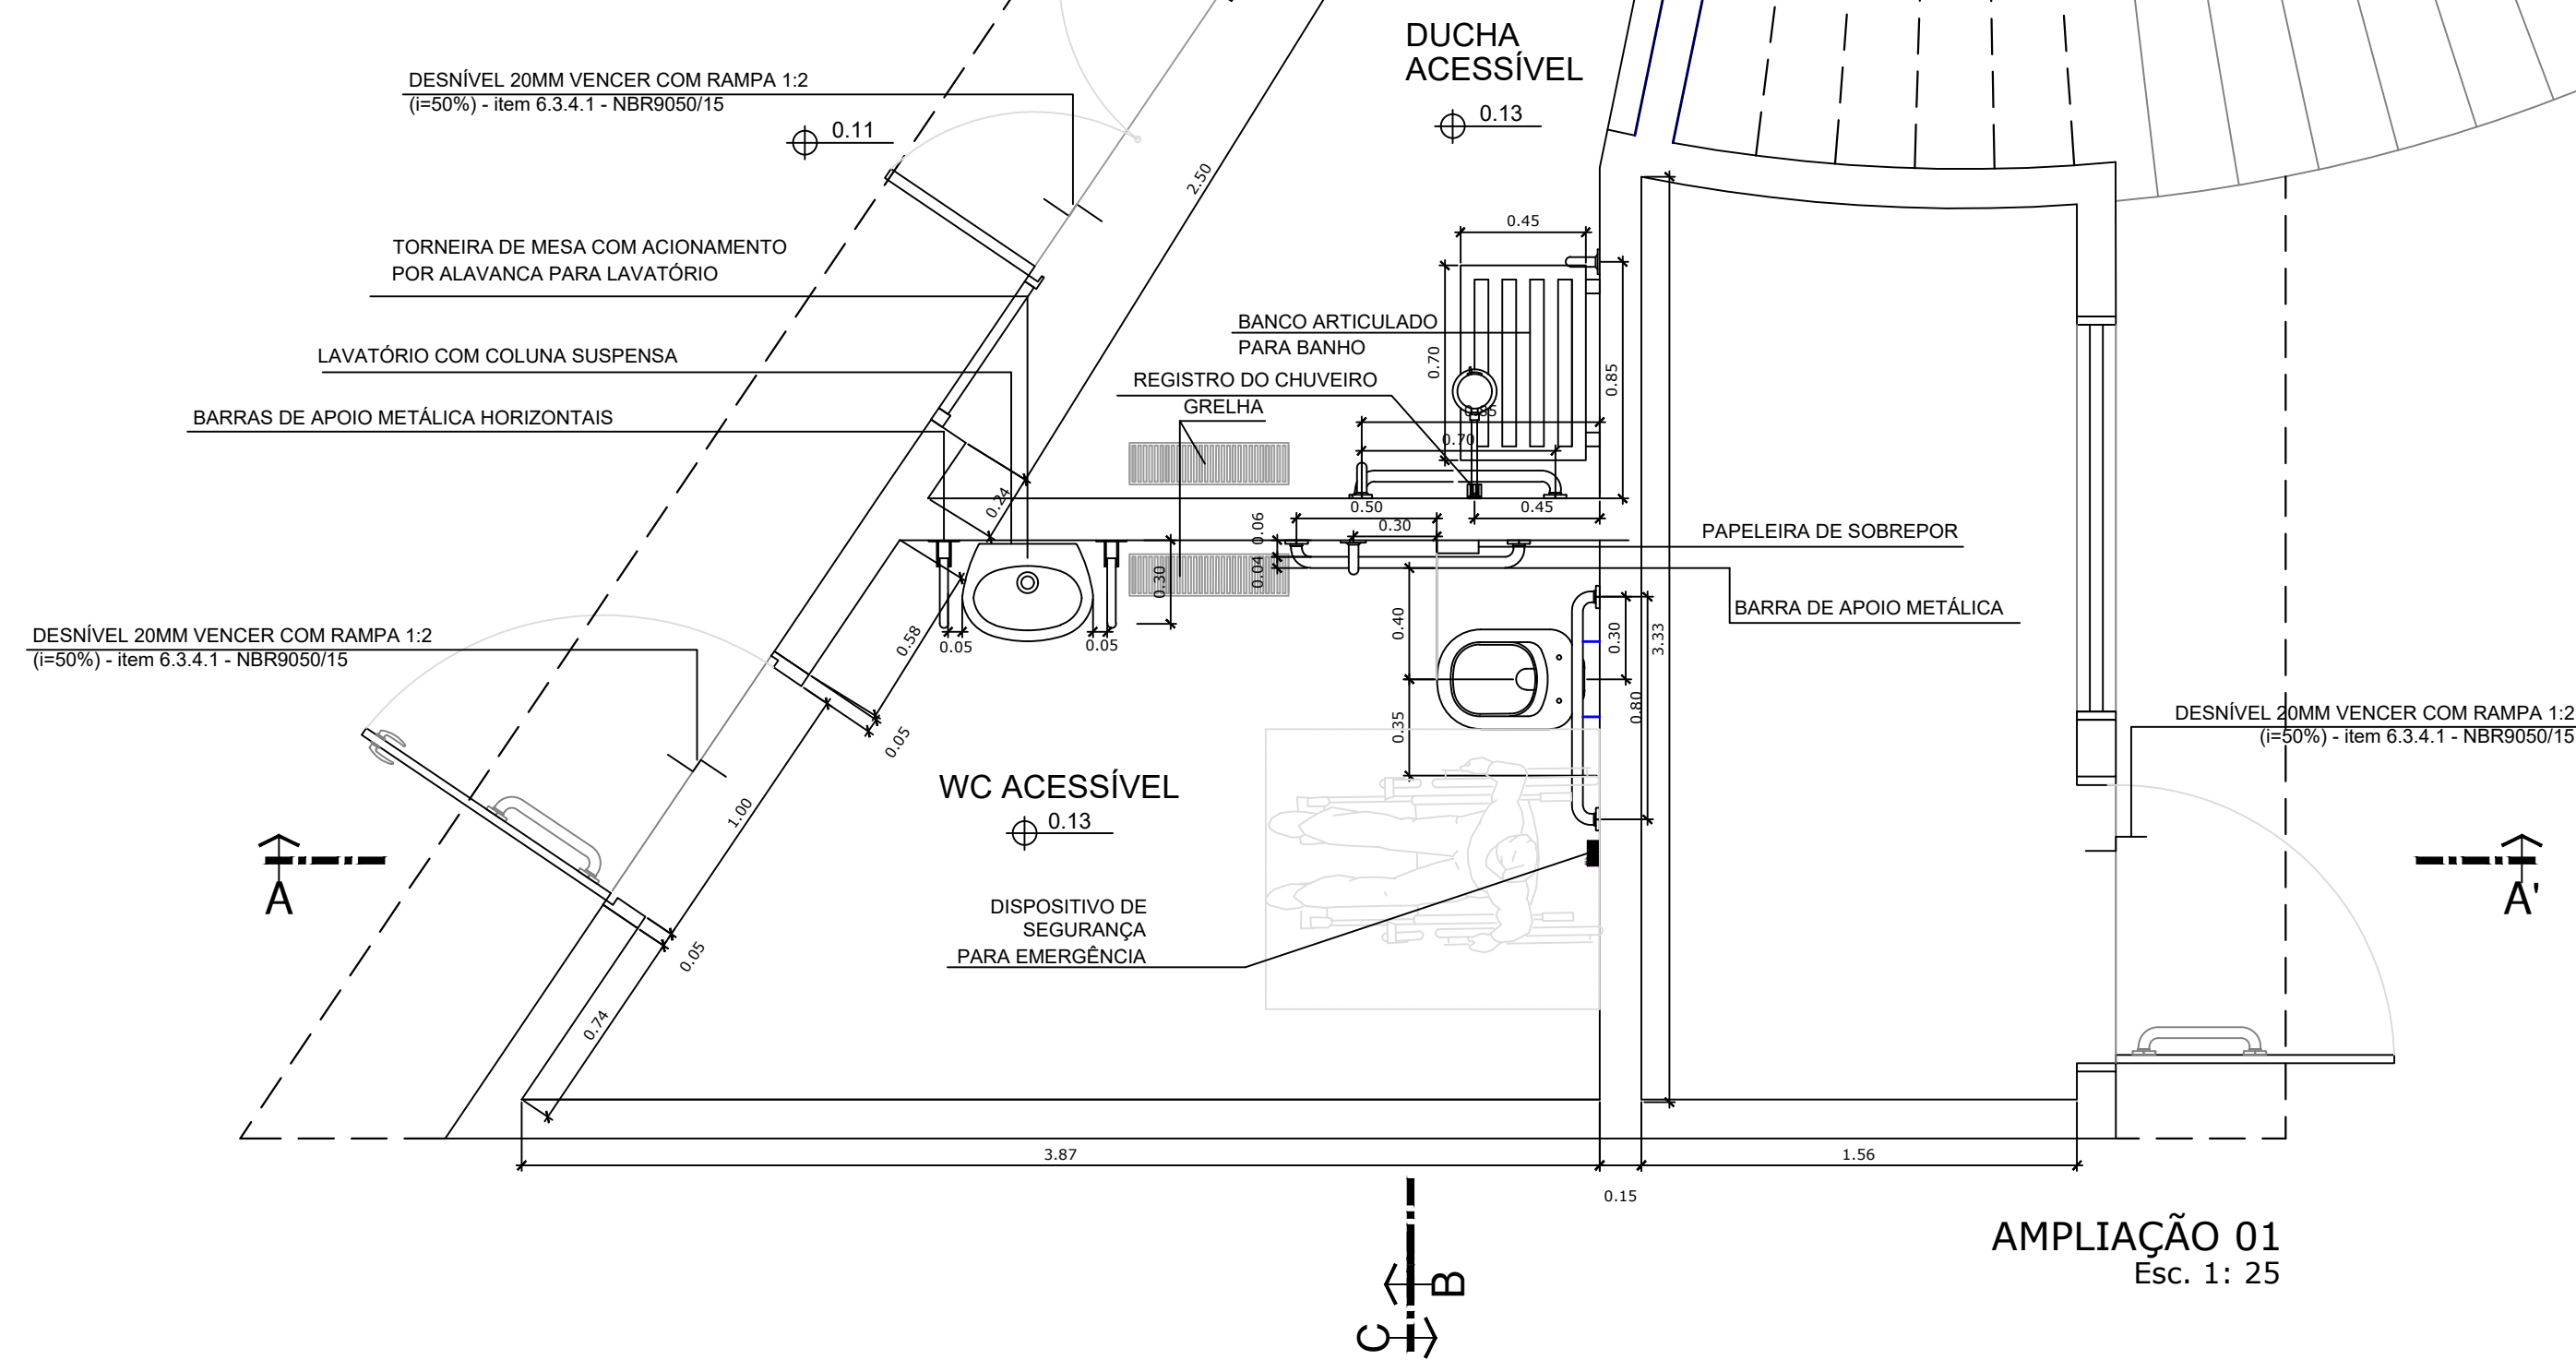 DUCHA
ACESSÍVEL
0.13
DESNÍVEL 20MM VENCER COM RAMPA 1:2
(i=50%) - item 6.3.4.1 - NBR9050/15
0.11
2.50
TORNEIRA DE MESA COM ACIONAMENTO
POR ALAVANCA PARA LAVATÓRIO
0.45
BANCO ARTICULADO
PARA BANHO
0.70
0.85
LAVATÓRIO COM COLUNA SUSPENSA
REGISTRO DO CHUVEIRO
GRELHA
0.85
BARRAS DE APOIO METÁLICA HORIZONTAIS
0.70
0.24
0.50
0.45
0.06
0.30
PAPELEIRA DE SOBREPOR
0.04
0.30
BARRA DE APOIO METÁLICA
0.40
0.30
3.33
DESNÍVEL 20MM VENCER COM RAMPA 1:2
(i=50%) - item 6.3.4.1 - NBR9050/15
0.58
0.05
0.05
0.80
0.35
0.05
DESNÍVEL 20MM VENCER COM RAMPA 1:2
(i=50%) - item 6.3.4.1 - NBR9050/15
WC ACESSÍVEL
0.13
1.00
A
A'
DISPOSITIVO DE
SEGURANÇA
PARA EMERGÊNCIA
0.05
0.74
3.87
1.56
0.15
AMPLIAÇÃO 01
Esc. 1: 25
B
C